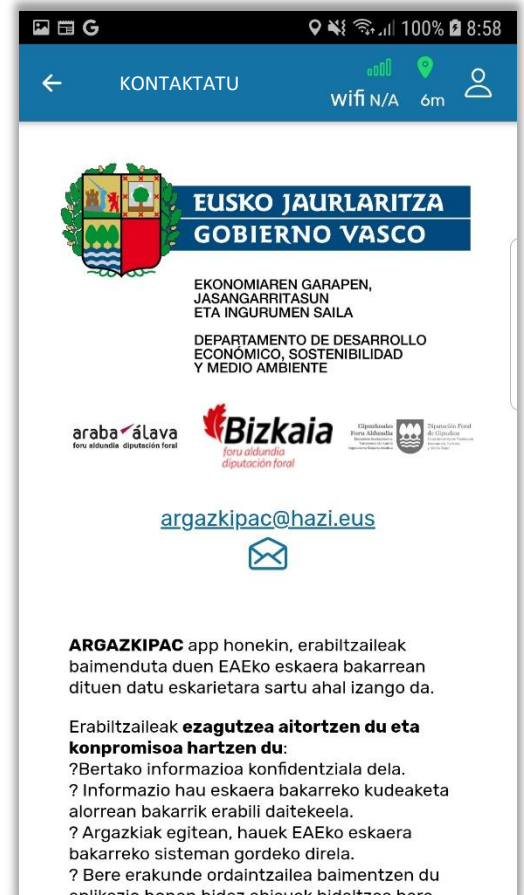 G 100% 8:58
KONTAKTATU
wifi N/A 6m
EUSKO JAURLARITZA
GOBIERNO VASCO
EKONOMIAREN GARAPEN,
JASANGARRITASUN
ETA INGURUMEN SAILA
DEPARTAMENTO DE DESARROLLO
ECONÓMICO, SOSTENIBILIDAD
Y MEDIO AMBIENTE
araba álava
foru aldundia diputación foral
Bizkaia
foru aldundia
diputación foral
Gipuzkoako
Foru Aldundia
Diputación Foral
de Gipuzkoa
argazkipac@hazi.eus
ARGAZKIPAC app honekin, erabiltzaileak
baimenduta duen EAEko eskaera bakarrean
dituen datu eskarietara sartu ahal izango da.
Erabiltzaileak ezagutzea aitortzen du eta
konpromisoa hartzen du:
?Bertako informazioa konfidentziala dela.
? Informazio hau eskaera bakarreko kudeaketa
alorrean bakarrik erabili daitekeela.
? Argazkiak egitean, hauek EAEko eskaera
bakarreko sisteman gordeko direla.
? Bere erakunde ordaintzailea baimentzen du